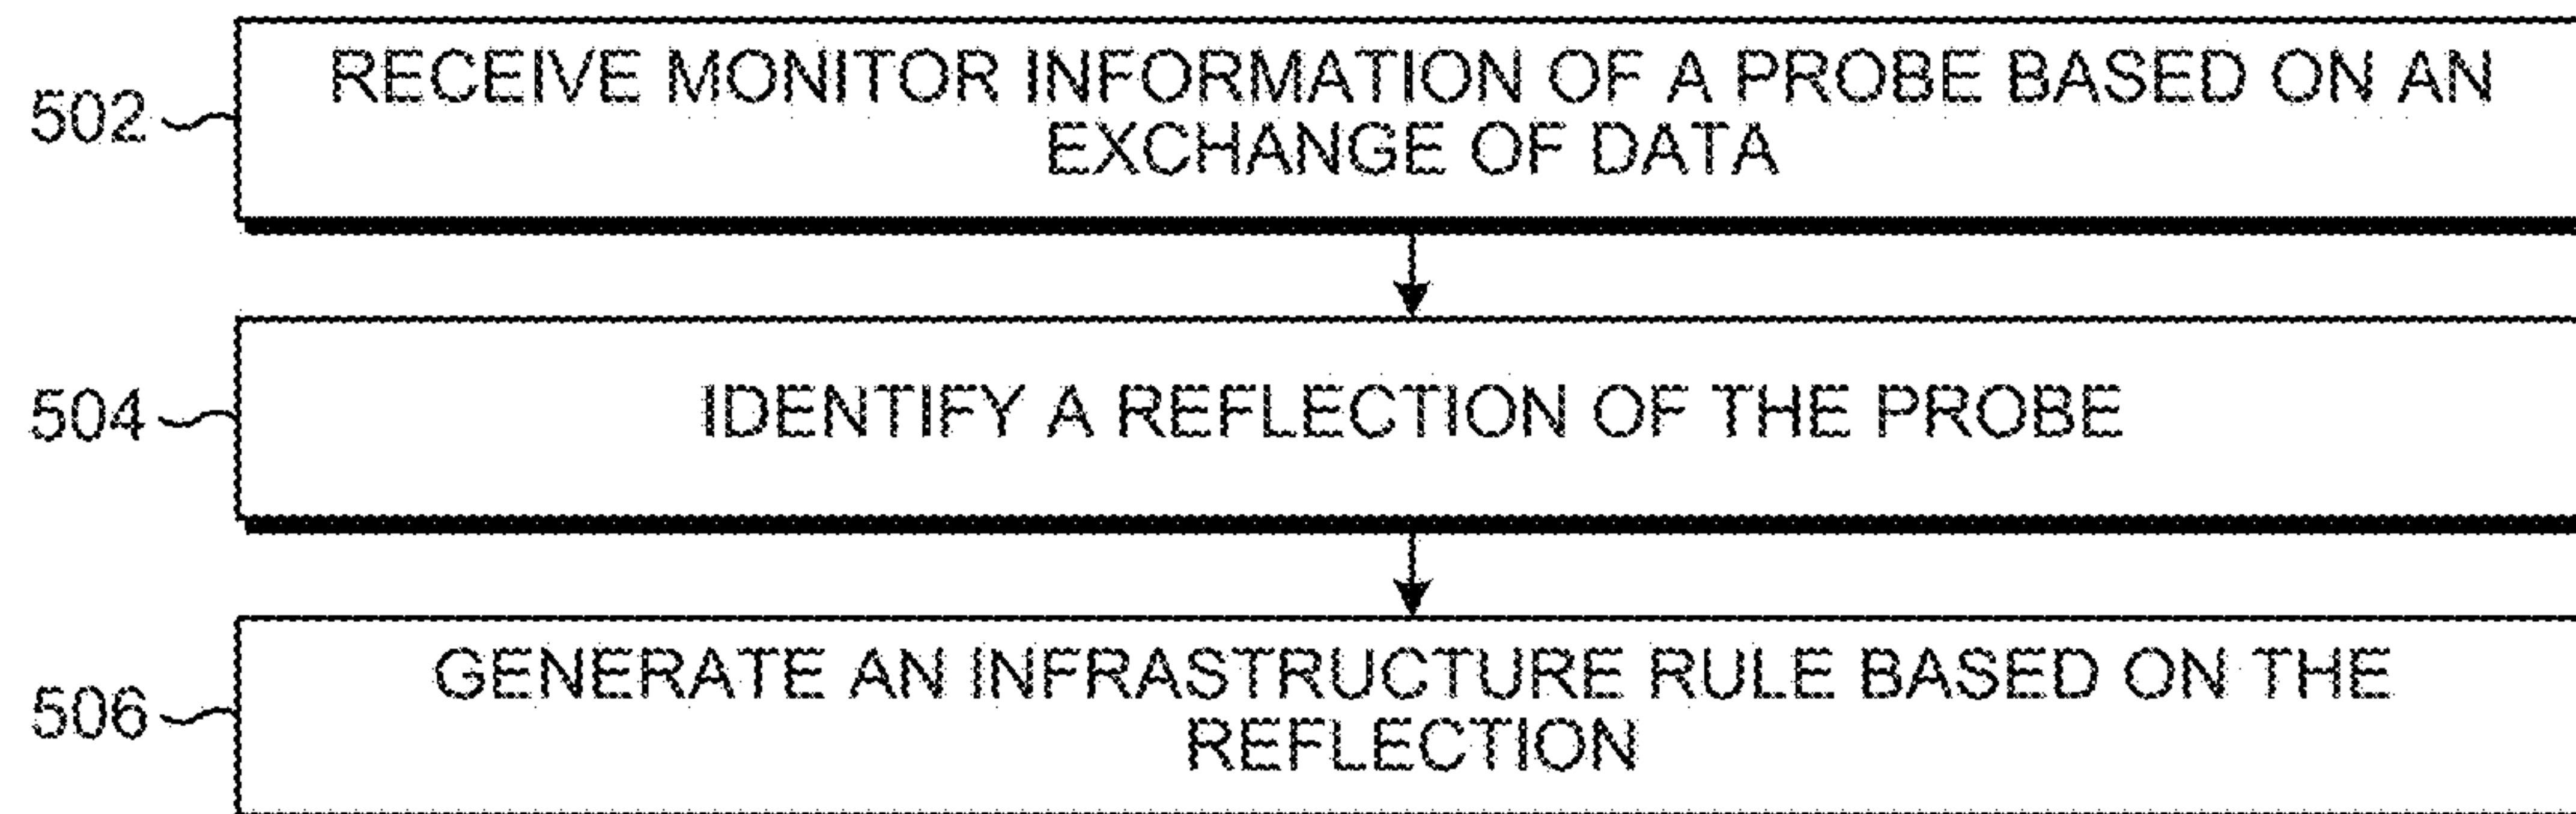 502
RECEIVE MONITOR INFORMATION OF A PROBE BASED ON AN
EXCHANGE OF DATA
504
IDENTIFY A REFLECTION OF THE PROBE
506
GENERATE AN INFRASTRUCTURE RULE BASED ON THE
REFLECTION